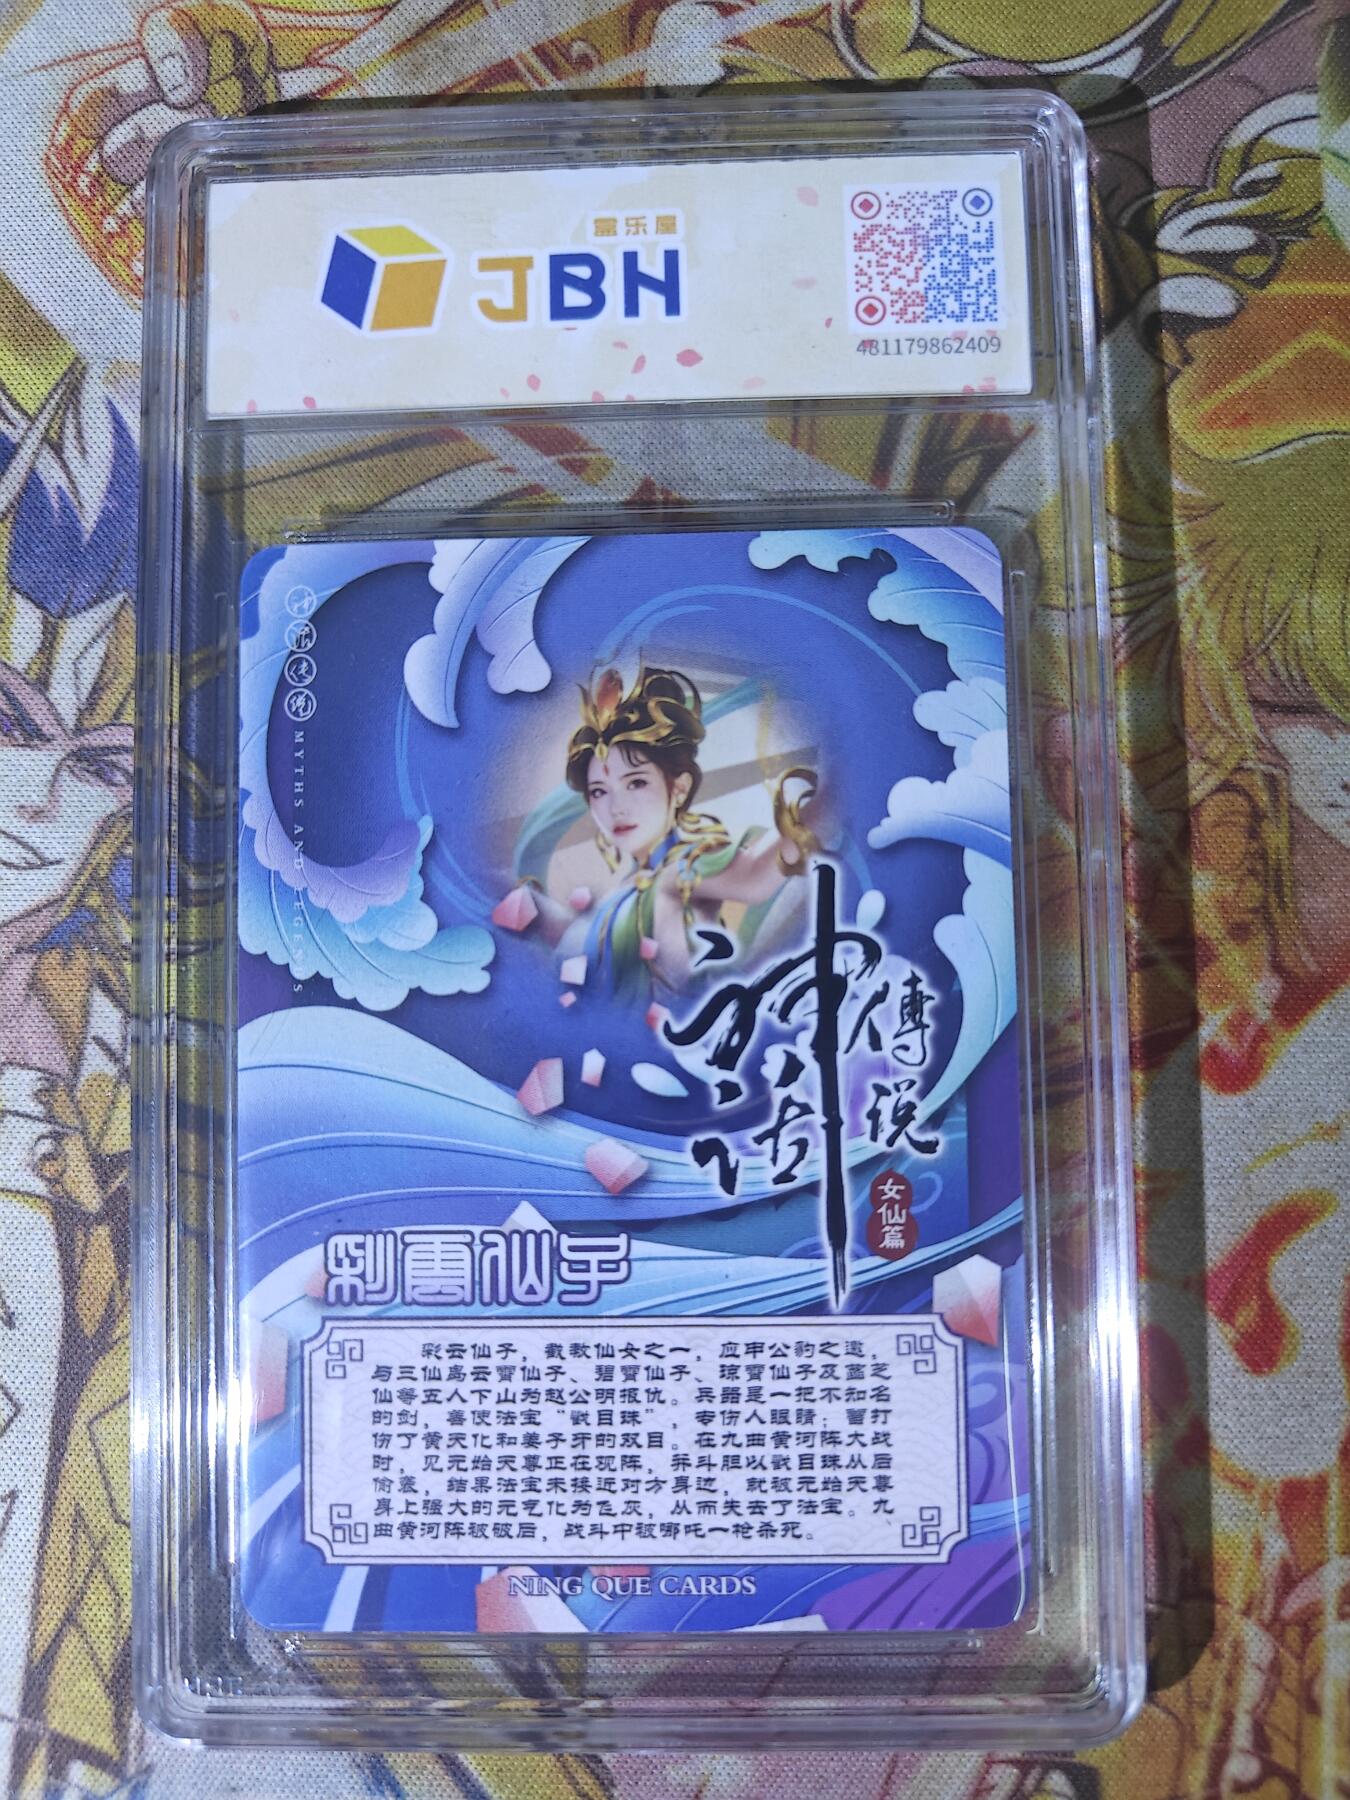 盒乐屋
JBH
481179862409
神话传说
MYTHS AND LEGENDS
神話
傳说
女仙篇
彩雲仙子
彩云仙子，截教仙女之一，应申公豹之邀，
与三仙岛云霄仙子、碧霄仙子、琼霄仙子及菡芝
仙等五人下山为赵公明报仇。兵器是一把不知名
的剑，善使法宝“戳目珠”，专伤人眼睛；曾打
伤了黄天化和姜子牙的双目。在九曲黄河阵大战
时，见元始天尊正在观阵，斗胆以戳目珠从后
偷袭，结果法宝未接近对方身边，就被元始天尊
身上强大的元气化为飞灰，从而失去了法宝。九
曲黄河阵被破后，战斗中被哪吒一枪杀死。
NING QUE CARDS